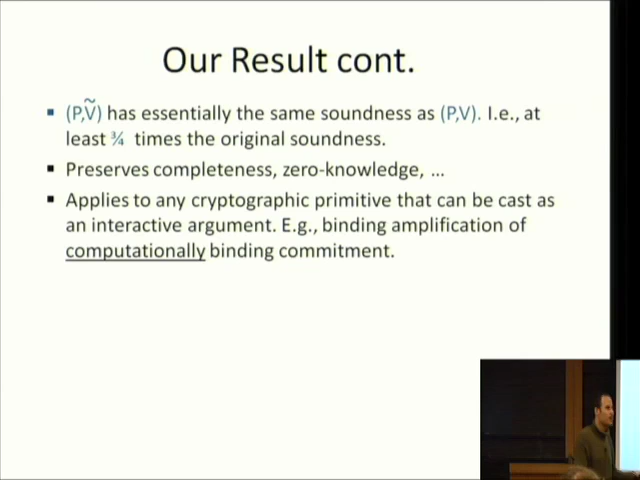 Our Result cont.
(P,Ṽ) has essentially the same soundness as (P,V). I.e., at
least ¾ times the original soundness.
Preserves completeness, zero-knowledge, ...
Applies to any cryptographic primitive that can be cast as
an interactive argument. E.g., binding amplification of
computationally binding commitment.